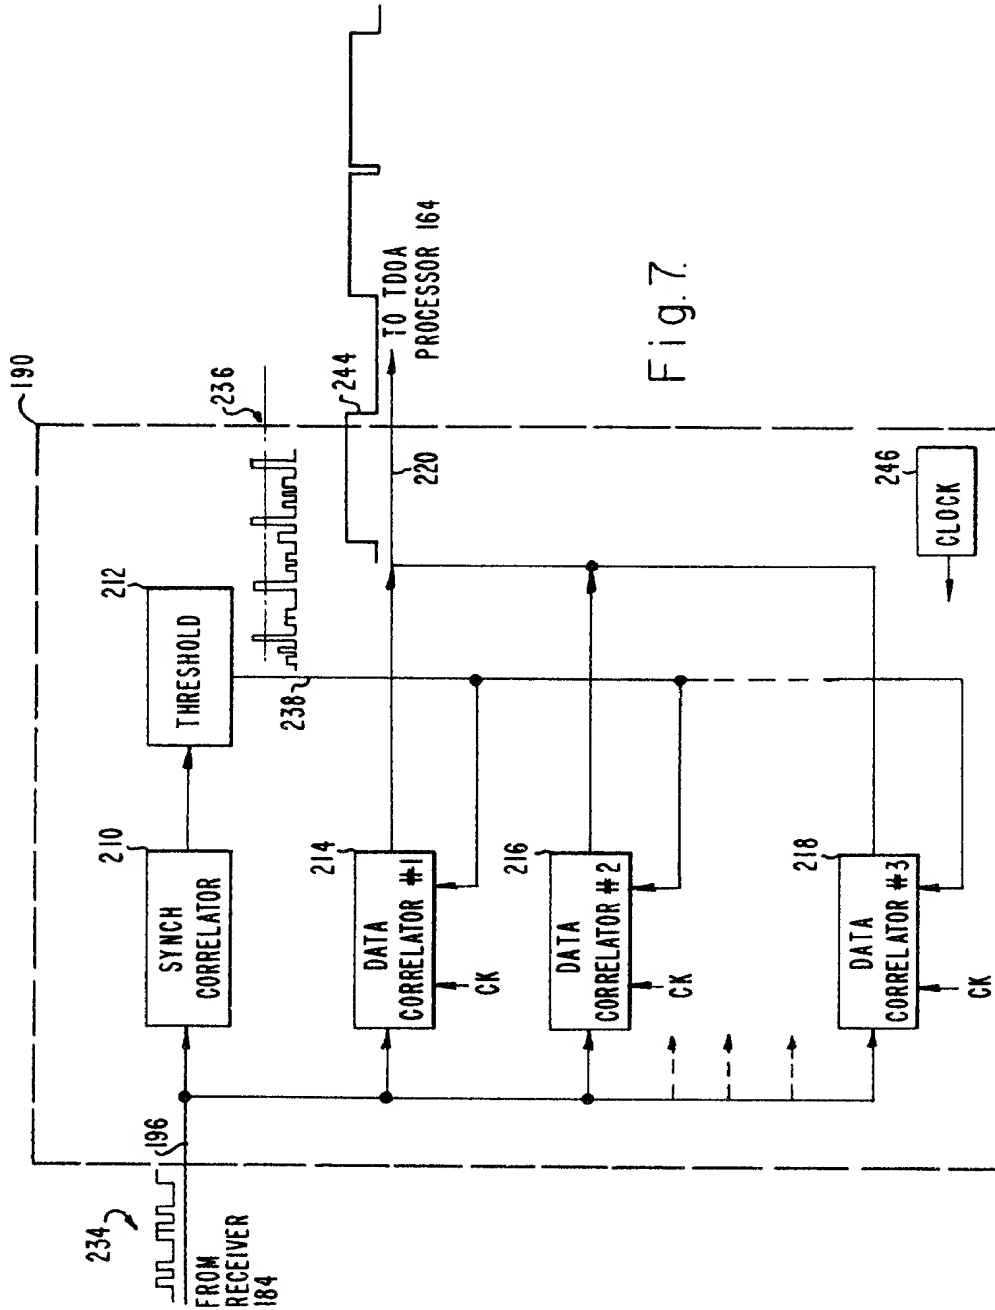 234
FROM
RECEIVER
184
196
190
210
SYNCH
CORRELATOR
212
THRESHOLD
236
238
214
DATA
CORRELATOR #1
CK
244
220
TO TDOA
PROCESSOR 164
216
DATA
CORRELATOR #2
CK
218
DATA
CORRELATOR #3
CK
246
CLOCK
Fig. 7.